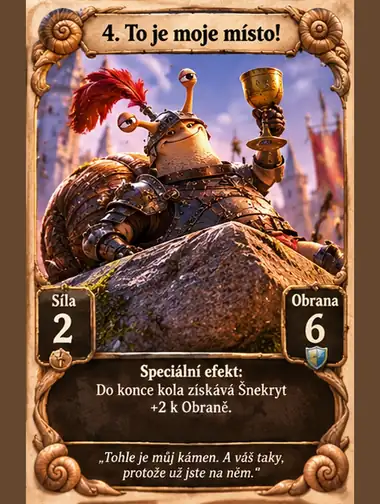 4. To je moje místo!
Síla
2
Obrana
6
Speciální efekt:
Do konce kola získává Šnekryt
+2 k Obraně.
„Tohle je můj kámen. A váš taky,
protože už jste na něm.“